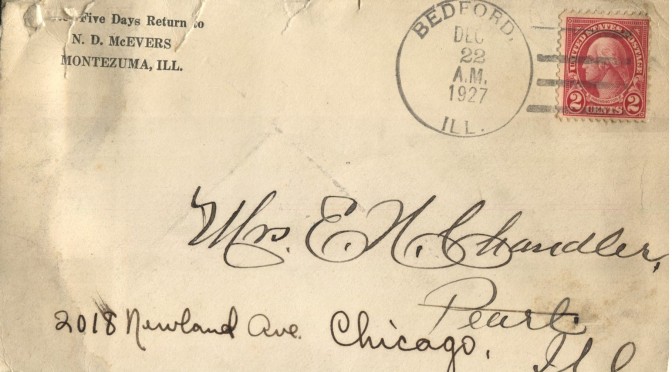 Five Days Return to
N. D. McEVERS
MONTEZUMA, ILL.
BEDFORD,
DEC
22
A.M.
1927
ILL.
UNITED STATES POSTAGE
2 CENTS 2
Mrs. E. N. Chandler,
Pearl
2018 Newland Ave. Chicago,
Ill